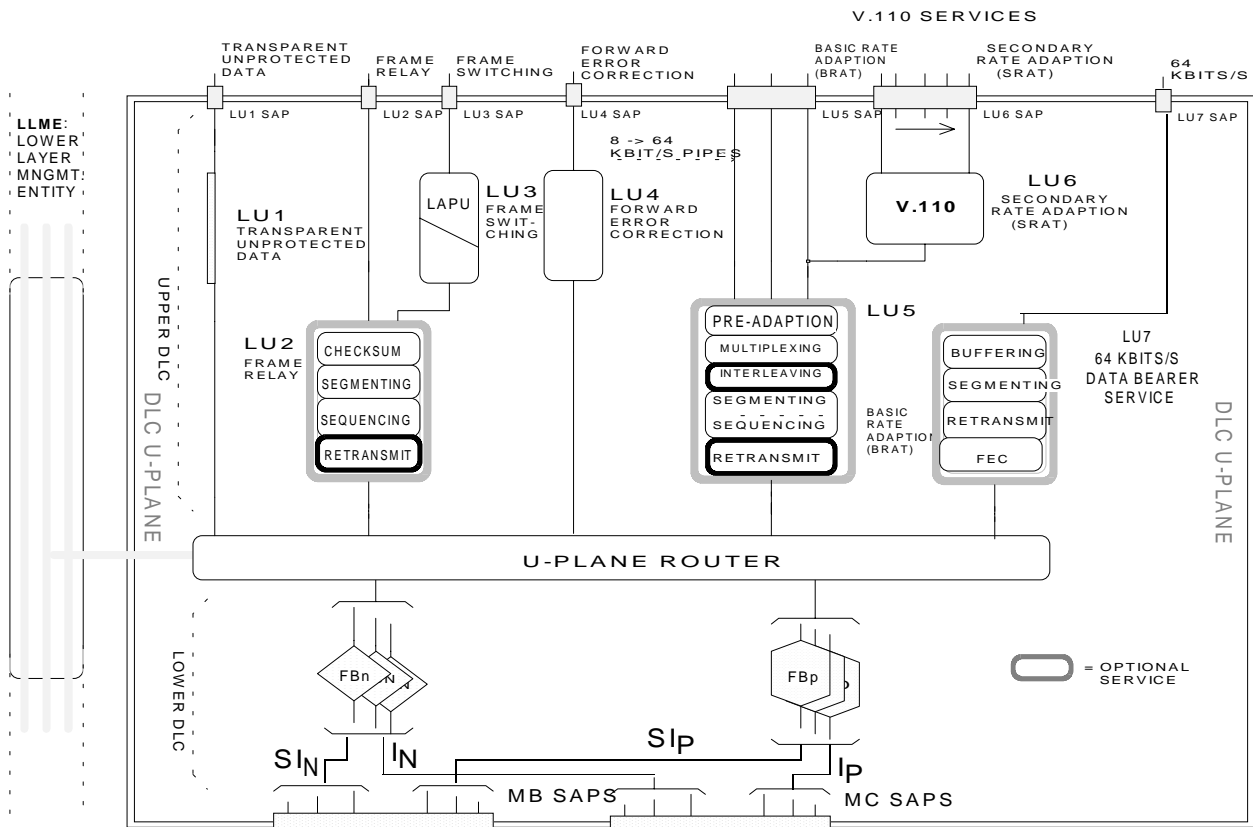 V.110 SERVICES
TRANSPARENT
UNPROTECTED
DATA
FRAME
RELAY
FRAME
SWITCHING
FORWARD
ERROR
CORRECTION
BASIC RATE
ADAPTION
(BRAT)
SECONDARY
RATE ADAPTION
(SRAT)
64
KBITS/S
LU1 SAP
LU2 SAP
LU3 SAP
LU4 SAP
LU5 SAP
LU6 SAP
LU7 SAP
LLME:
LOWER
LAYER
MNGMT.
ENTITY
8 -> 64
KBIT/S PIPES
LU1
TRANSPARENT
UNPROTECTED
DATA
LAPU
LU3
FRAME
SWIT-
CHING
LU4
FORWARD
ERROR
CORRECTION
V.110
LU6
SECONDARY
RATE ADAPTION
(SRAT)
UPPER DLC
DLC U-PLANE
LU2
FRAME
RELAY
CHECKSUM
SEGMENTING
SEQUENCING
RETRANSMIT
LU5
PRE-ADAPTION
MULTIPLEXING
INTERLEAVING
SEGMENTING
SEQUENCING
RETRANSMIT
BASIC
RATE
ADAPTION
(BRAT)
BUFFERING
SEGMENTING
RETRANSMIT
FEC
LU7
64 KBITS/S
DATA BEARER
SERVICE
DLC U-PLANE
U-PLANE ROUTER
LOWER DLC
FBn
N
N
FBp
P
= OPTIONAL
SERVICE
SIN
IN
SIP
IP
MB SAPS
MC SAPS